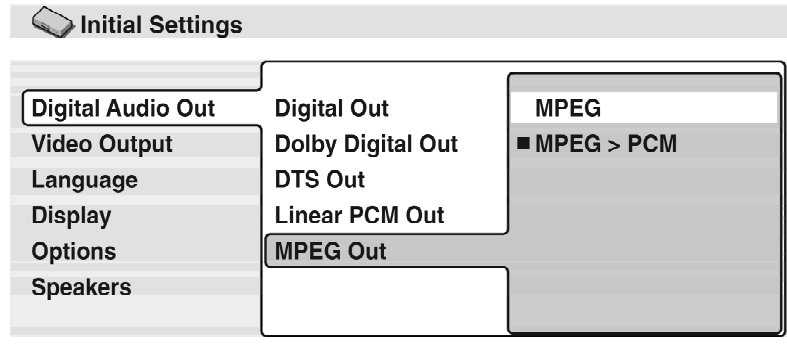 Initial Settings
Digital Audio Out
Video Output
Language
Display
Options
Speakers
Digital Out
Dolby Digital Out
DTS Out
Linear PCM Out
MPEG Out
MPEG
■ MPEG > PCM